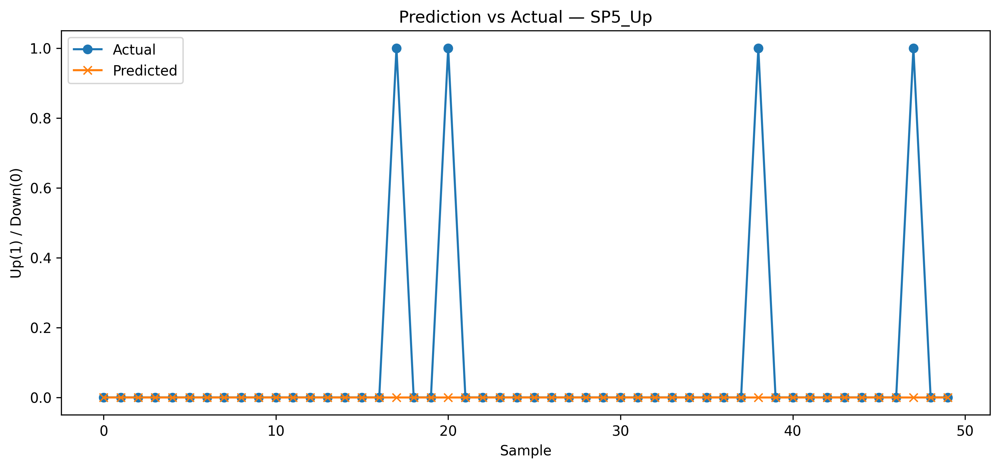 Prediction vs Actual — SP5_Up
Actual
Predicted
Up(1) / Down(0)
1.0
0.8
0.6
0.4
0.2
0.0
0 10 20 30 40 50
Sample